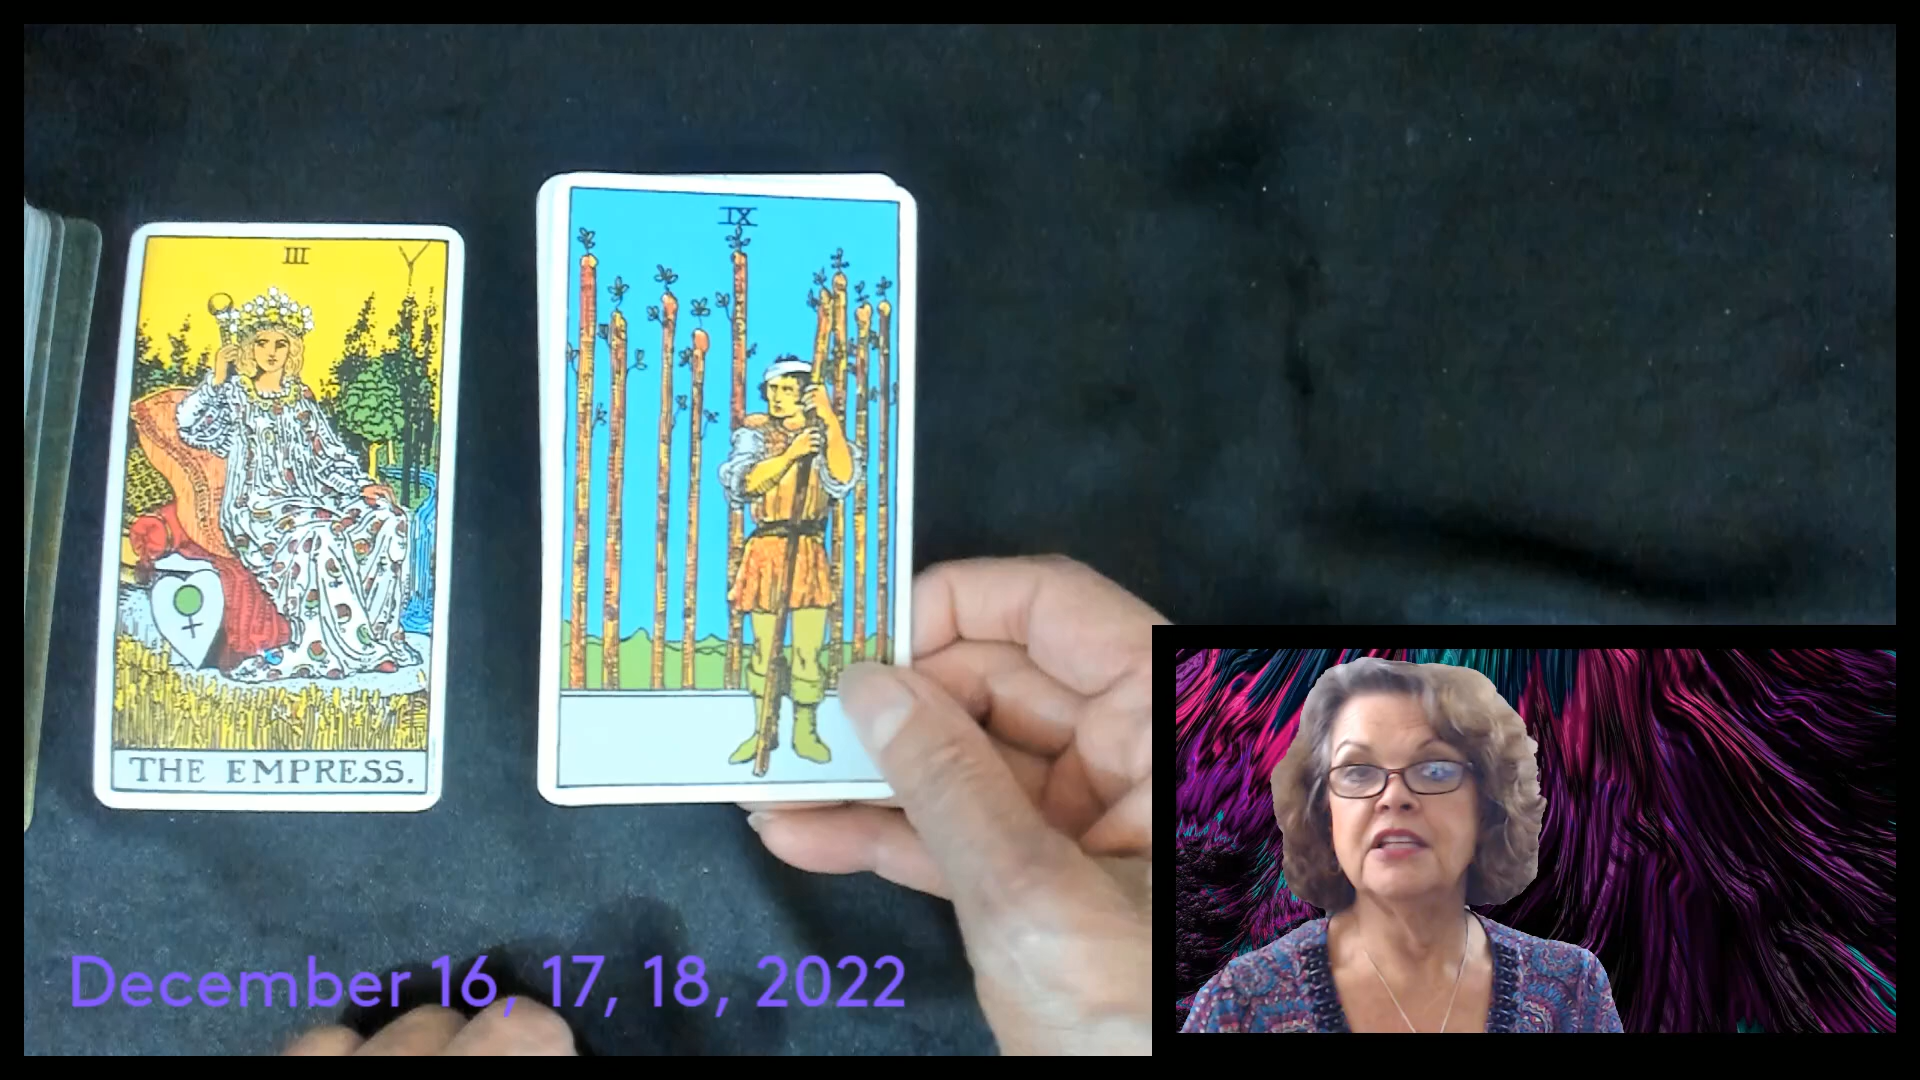 III
IX
THE EMPRESS.
December 16, 17, 18, 2022